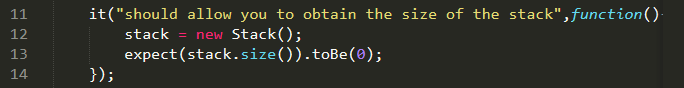 11 it("should allow you to obtain the size of the stack",function()
12 stack = new Stack();
13 expect(stack.size()).toBe(0);
14 });